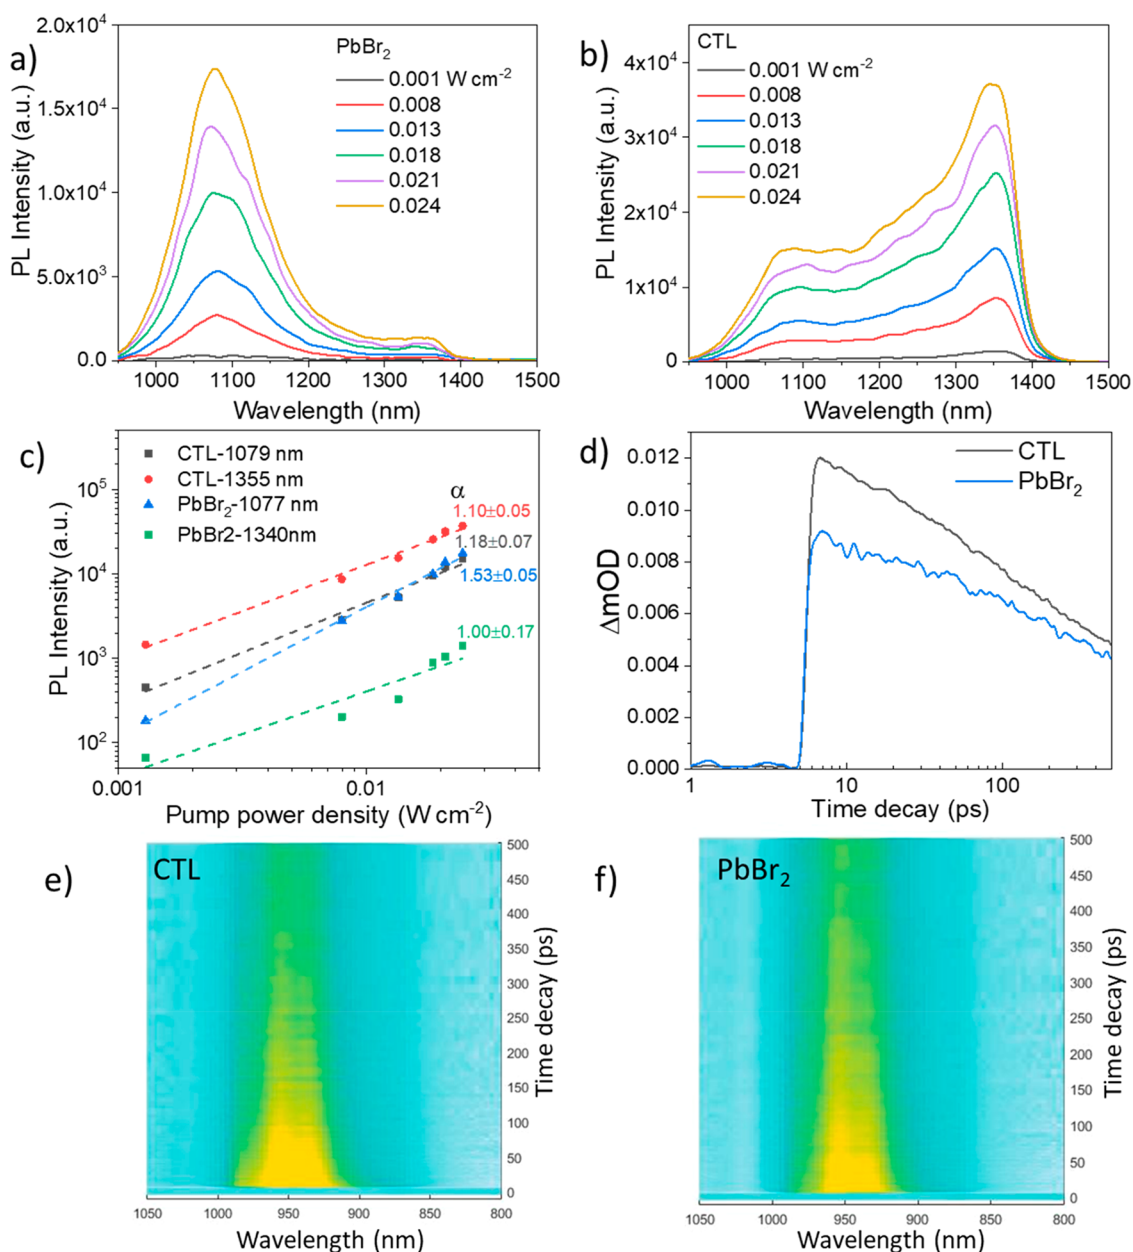 a)
PbBr2
0.001 W cm-2
0.008
0.013
0.018
0.021
0.024
2.0x10^4
1.5x10^4
1.0x10^4
5.0x10^3
0.0
PL Intensity (a.u.)
1000 1100 1200 1300 1400 1500
Wavelength (nm)
b)
CTL
0.001 W cm-2
0.008
0.013
0.018
0.021
0.024
4x10^4
3x10^4
2x10^4
1x10^4
0
PL Intensity (a.u.)
1000 1100 1200 1300 1400 1500
Wavelength (nm)
c)
CTL-1079 nm
CTL-1355 nm
PbBr2-1077 nm
PbBr2-1340nm
α
1.10±0.05
1.18±0.07
1.53±0.05
1.00±0.17
10^5
10^4
10^3
10^2
PL Intensity (a.u.)
0.001 0.01
Pump power density (W cm-2)
d)
CTL
PbBr2
0.012
0.010
0.008
0.006
0.004
0.002
0.000
ΔmOD
1 10 100
Time decay (ps)
e)
CTL
500
450
400
350
300
250
200
150
100
50
0
Time decay (ps)
1050 1000 950 900 850 800
Wavelength (nm)
f)
PbBr2
500
450
400
350
300
250
200
150
100
50
0
Time decay (ps)
1050 1000 950 900 850 800
Wavelength (nm)